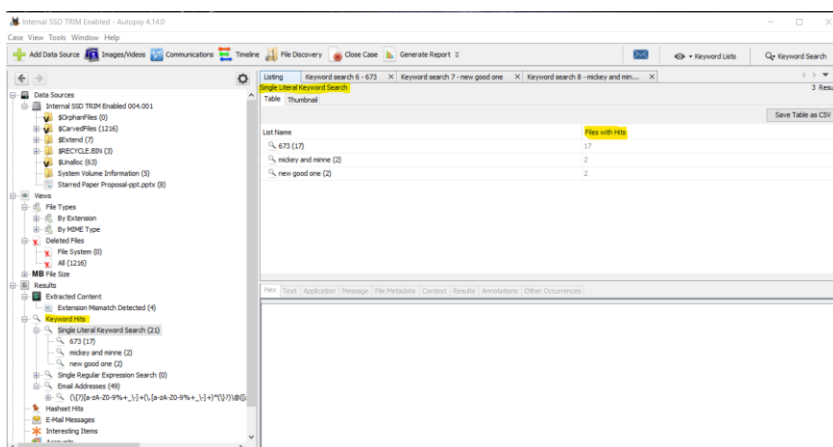 Internal SSD TRIM Enabled - Autopsy 4.14.0
Case View Tools Window Help
Add Data Source Images/Videos Communications Timeline File Discovery Close Case Generate Report Keyword Lists Keyword Search
Listing Keyword search 6 - 673 X Keyword search 7 - new good one X Keyword search 8 - mickey and min... X
Single Literal Keyword Search 3 Resu
Table Thumbnail
Save Table as CSV
List Name Files with Hits
673 (17) 17
mickey and minne (2) 2
new good one (2) 2
Hex Text Application Message File Metadata Context Results Annotations Other Occurrences
Data Sources
Internal SSD TRIM Enabled 004.001
$OrphanFiles (0)
$CarvedFiles (1216)
$Extend (7)
$RECYCLE.BIN (3)
$Unalloc (63)
System Volume Information (5)
Starred Paper Proposal-ppt.pptx (8)
Views
File Types
By Extension
By MIME Type
Deleted Files
File System (0)
All (1216)
MB File Size
Results
Extracted Content
Extension Mismatch Detected (4)
Keyword Hits
Single Literal Keyword Search (21)
673 (17)
mickey and minne (2)
new good one (2)
Single Regular Expression Search (0)
Email Addresses (49)
Hashset Hits
E-Mail Messages
Interesting Items
Accounts